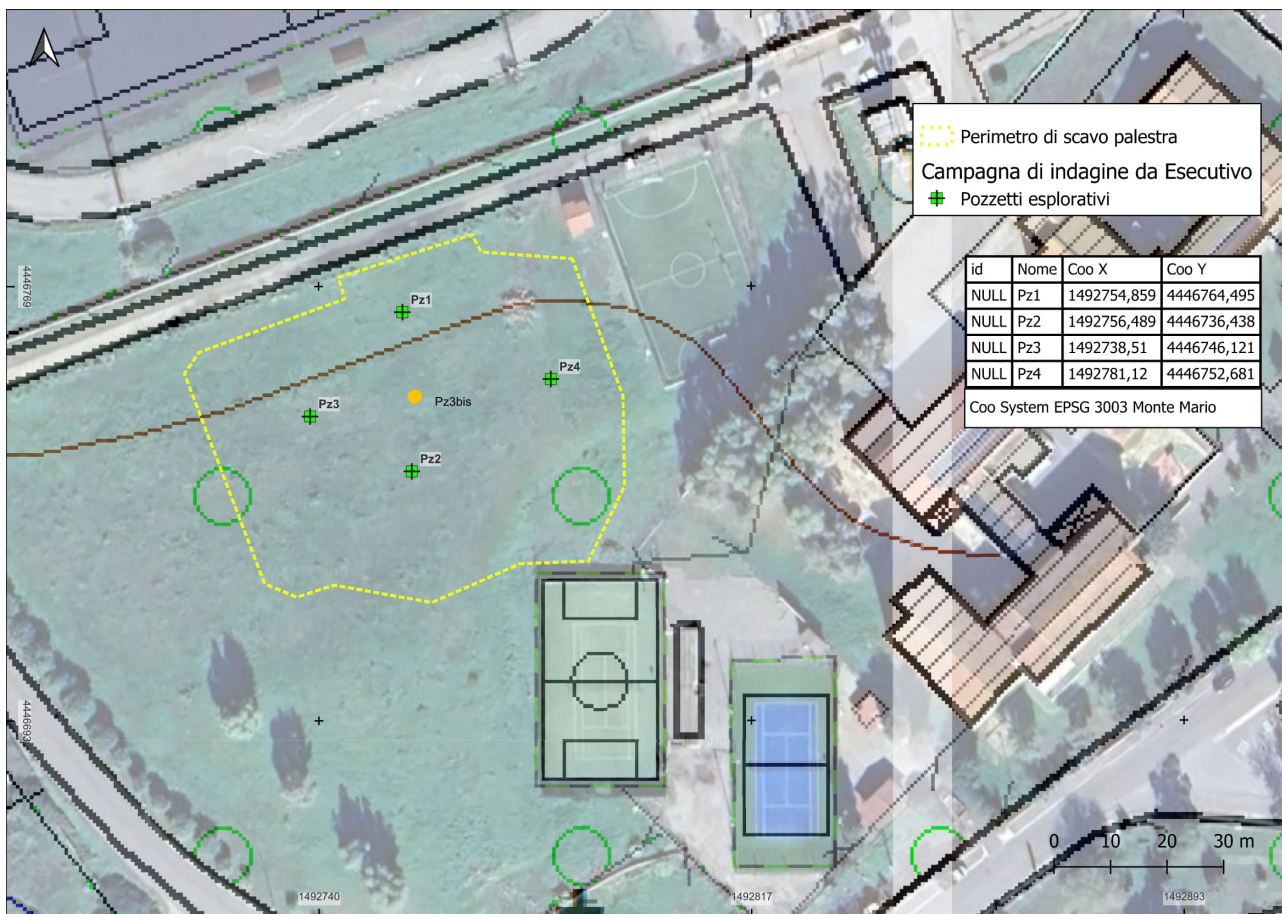 Perimetro di scavo palestra
Campagna di indagine da Esecutivo
Pozzetti esplorativi
id Nome Coo X Coo Y
NULL Pz1 1492754,859 4446764,495
NULL Pz2 1492756,489 4446736,438
NULL Pz3 1492738,51 4446746,121
NULL Pz4 1492781,12 4446752,681
Coo System EPSG 3003 Monte Mario
4446769
Pz1
Pz4
Pz3bis
Pz3
Pz2
4446693
0 10 20 30 m
1492740
1492817
1492893